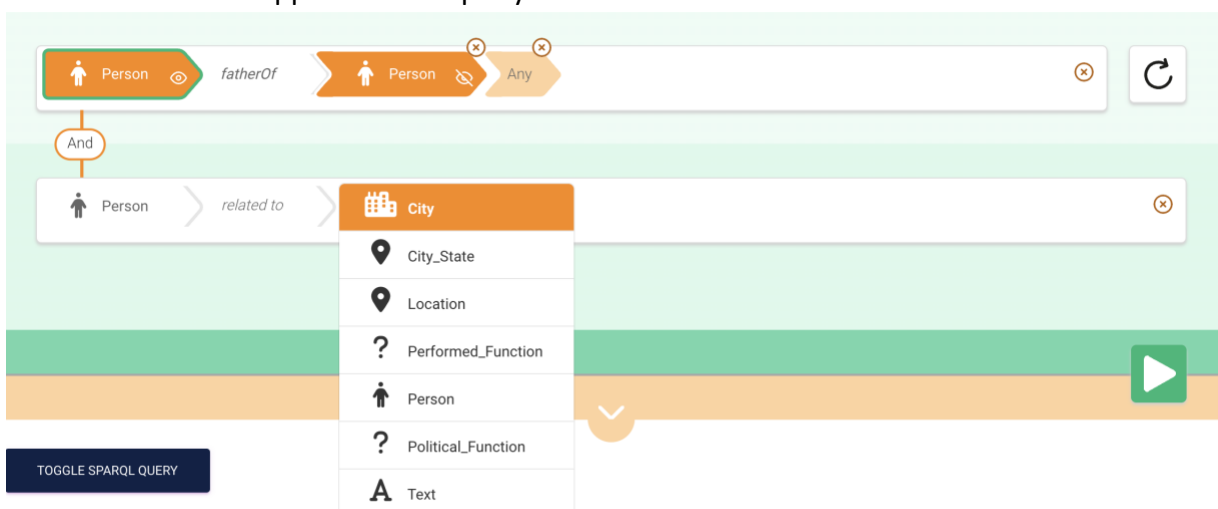 Person fatherOf Person Any
And
Person related to City
City_State
Location
? Performed_Function
Person
? Political_Function
TOGGLE SPARQL QUERY
A Text